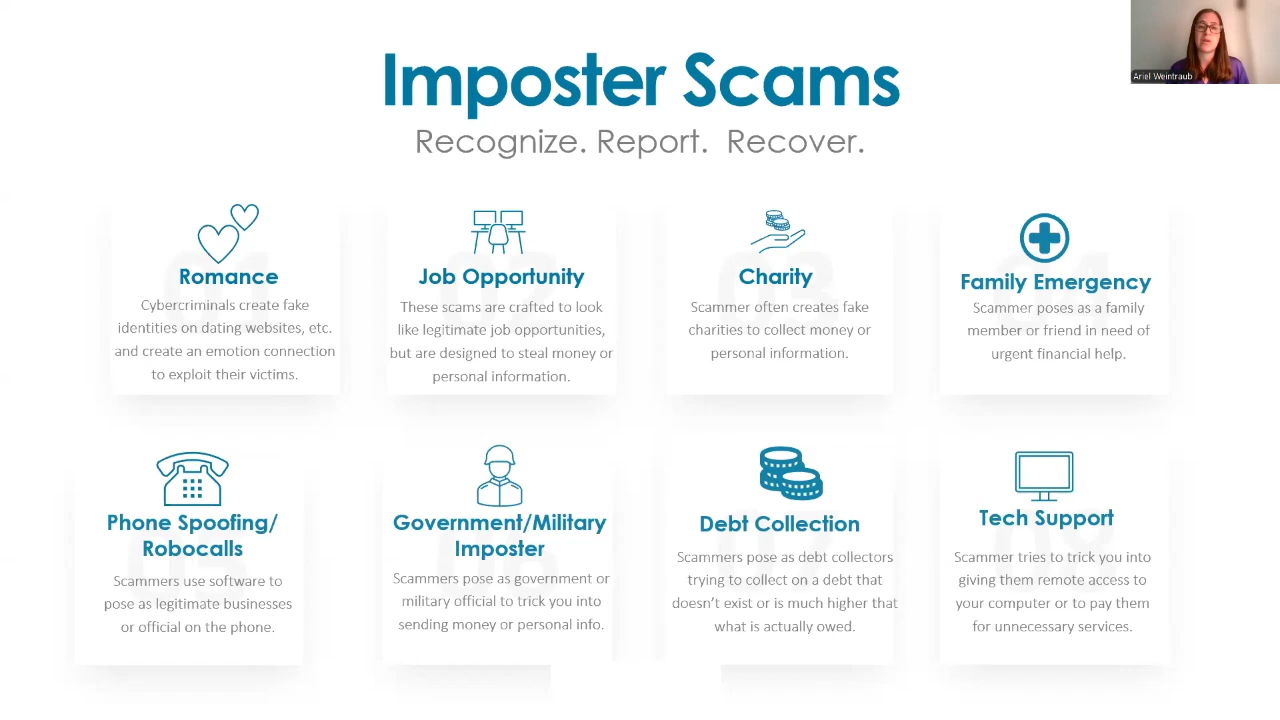 Ariel Weintraub
Imposter Scams
Recognize. Report. Recover.
Romance
Cybercriminals create fake
identities on dating websites, etc.
and create an emotion connection
to exploit their victims.
Job Opportunity
These scams are crafted to look
like legitimate job opportunities,
but are designed to steal money or
personal information.
Charity
Scammer often creates fake
charities to collect money or
personal information.
Family Emergency
Scammer poses as a family
member or friend in need of
urgent financial help.
Phone Spoofing/
Robocalls
Scammers use software to
pose as legitimate businesses
or official on the phone.
Government/Military
Imposter
Scammers pose as government or
military official to trick you into
sending money or personal info.
Debt Collection
Scammers pose as debt collectors
trying to collect on a debt that
doesn't exist or is much higher that
what is actually owed.
Tech Support
Scammer tries to trick you into
giving them remote access to
your computer or to pay them
for unnecessary services.